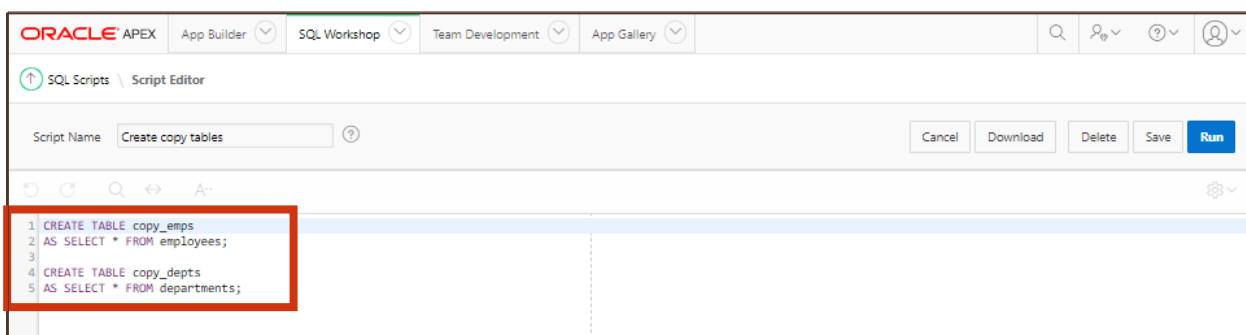 ORACLE APEX App Builder SQL Workshop Team Development App Gallery
SQL Scripts \ Script Editor
Script Name Create copy tables ? Cancel Download Delete Save Run
A··
1 CREATE TABLE copy_emps
2 AS SELECT * FROM employees;
3
4 CREATE TABLE copy_depts
5 AS SELECT * FROM departments;